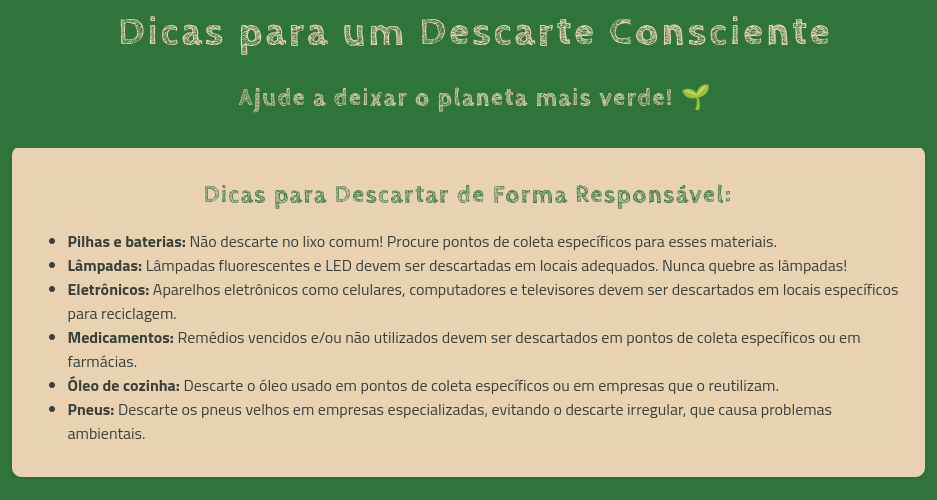 Dicas para um Descarte Consciente
Ajude a deixar o planeta mais verde! 🌱
Dicas para Descartar de Forma Responsável:
• Pilhas e baterias: Não descarte no lixo comum! Procure pontos de coleta específicos para esses materiais.
• Lâmpadas: Lâmpadas fluorescentes e LED devem ser descartadas em locais adequados. Nunca quebre as lâmpadas!
• Eletrônicos: Aparelhos eletrônicos como celulares, computadores e televisores devem ser descartados em locais específicos
para reciclagem.
• Medicamentos: Remédios vencidos e/ou não utilizados devem ser descartados em pontos de coleta específicos ou em
farmácias.
• Óleo de cozinha: Descarte o óleo usado em pontos de coleta específicos ou em empresas que o reutilizam.
• Pneus: Descarte os pneus velhos em empresas especializadas, evitando o descarte irregular, que causa problemas
ambientais.